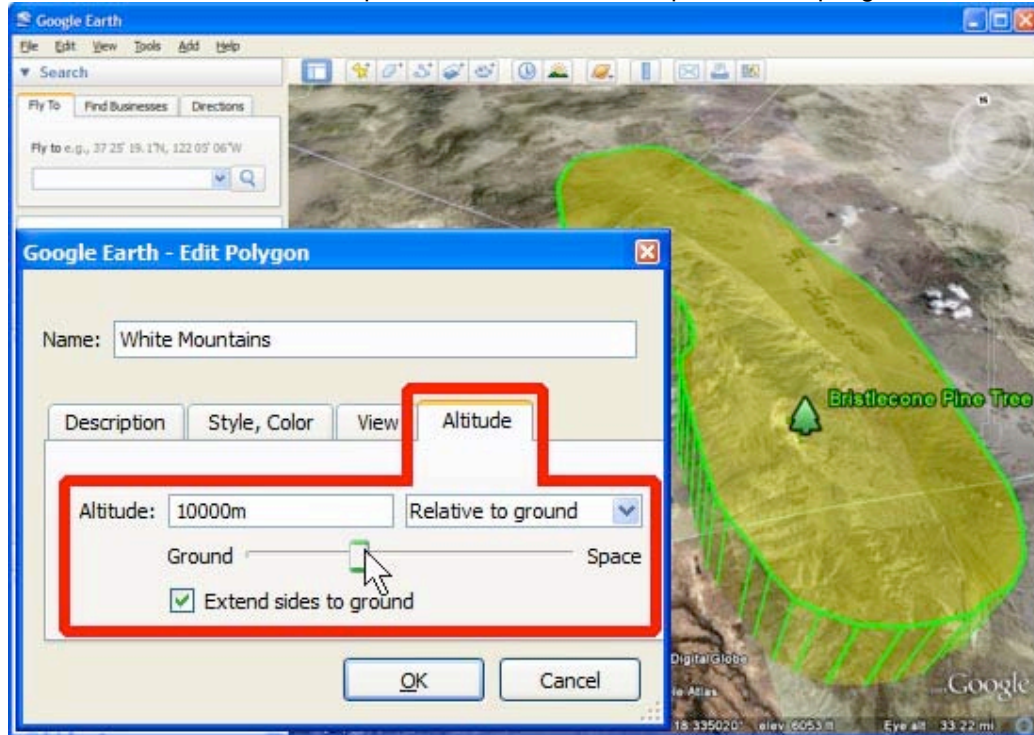 Google Earth
File Edit View Tools Add Help
Search
Fly To Find Businesses Directions
Fly to e.g., 37 25' 19.1"N, 122 05' 06"W
N
Google Earth - Edit Polygon
Name: White Mountains
Description Style, Color View Altitude
Altitude: 10000m Relative to ground
Ground Space
Extend sides to ground
OK Cancel
Bristlecone Pine Tree
DigitalGlobe
Atlas
Google
18 335020° elev 6053 ft Eye alt 33.22 mi